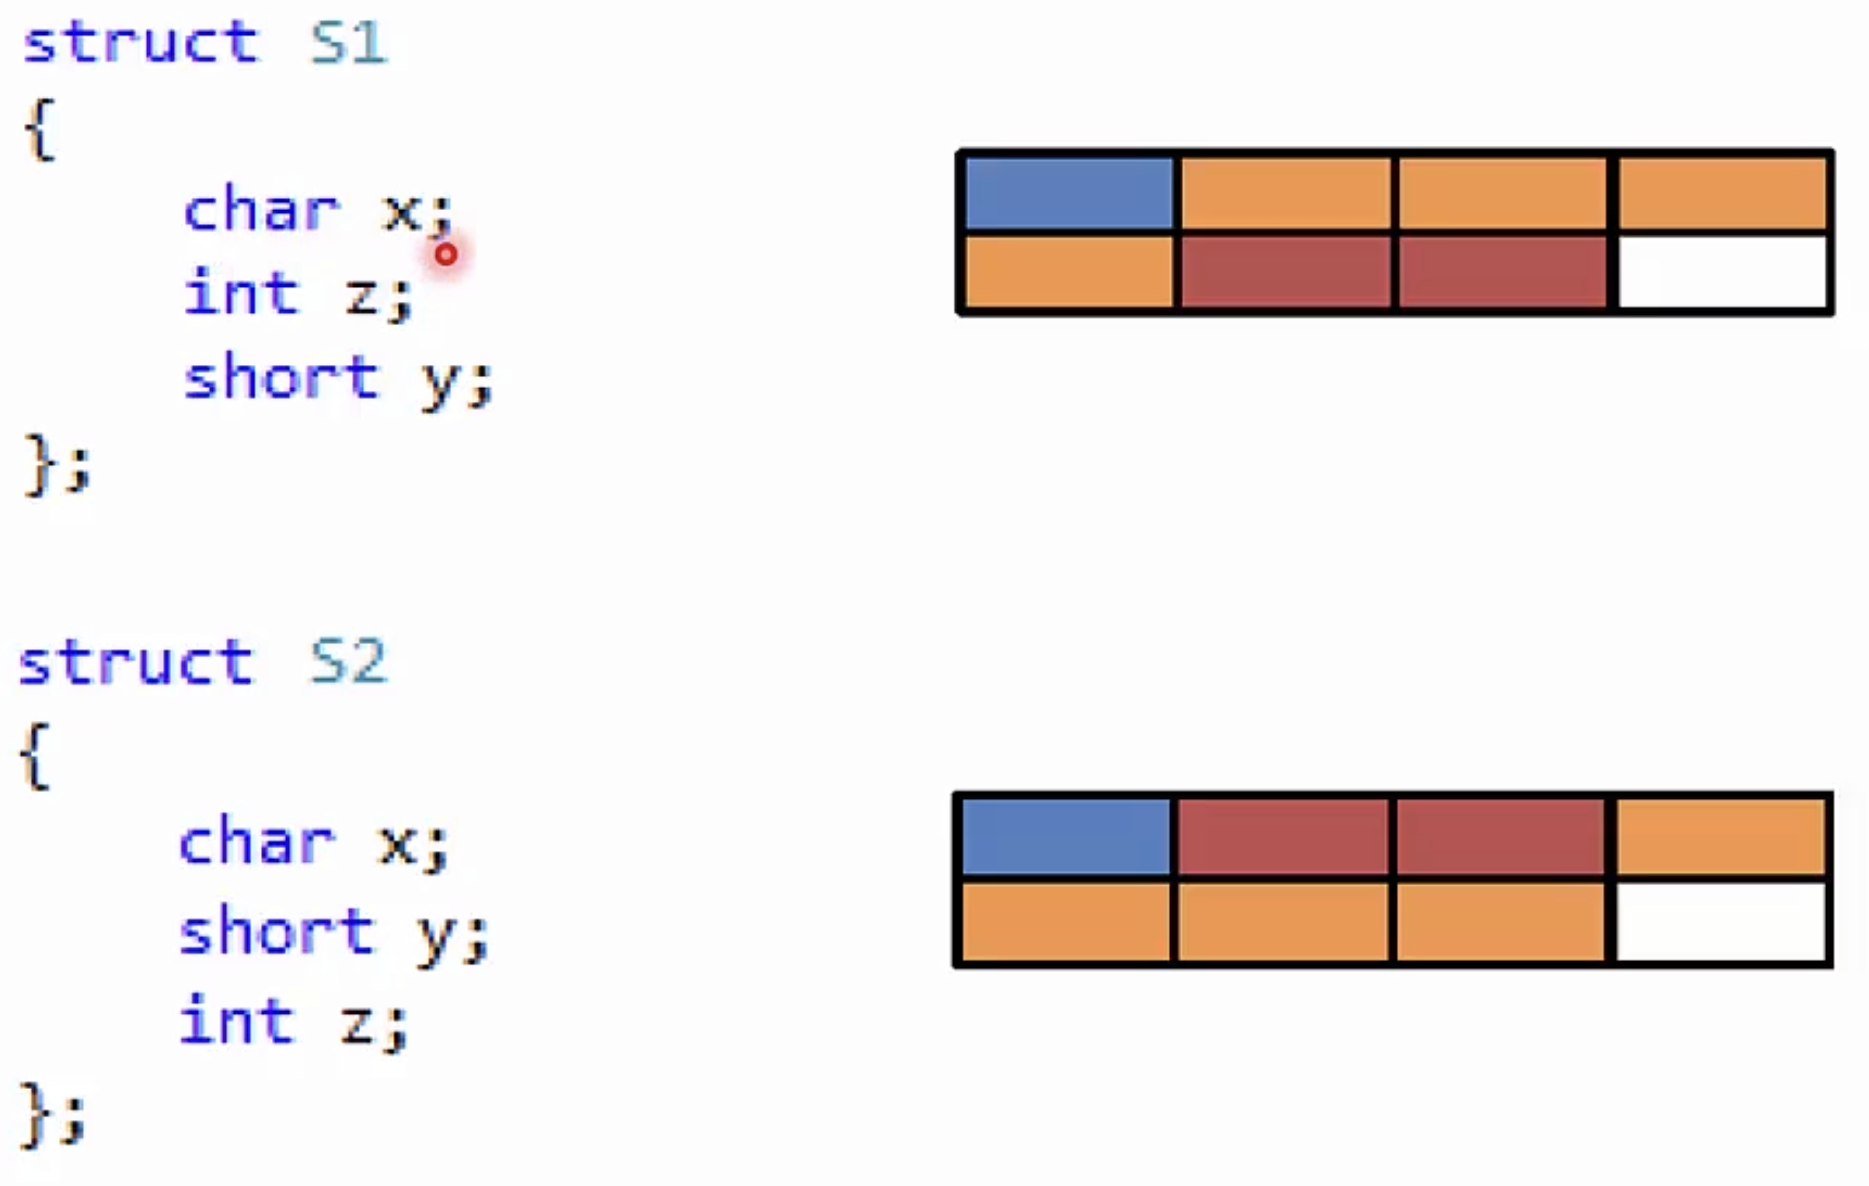 struct S1
{
char x;
int z;
short y;
};
struct S2
{
char x;
short y;
int z;
};